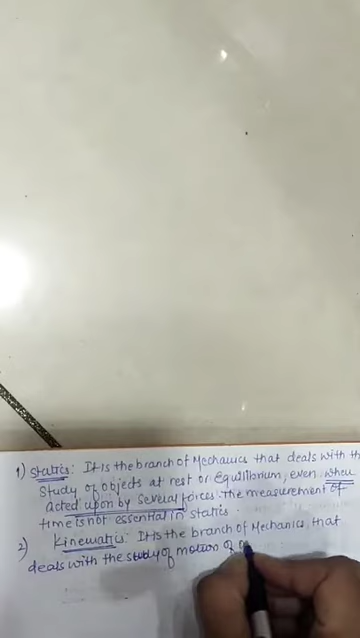 1) Statics: It is the branch of Mechanics that deals with th
Study of objects at rest or Equilibrium, even when
acted upon by several forces. The measurement of
time is not essential in statics.
2) Kinematics: It is the branch of Mechanics, that
deals with the study of motion of o